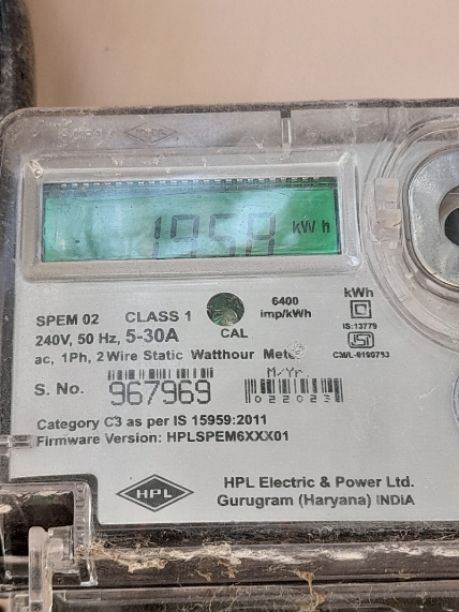 HPL
1958 kWh
SPEM 02 CLASS 1 6400 kWh
240V, 50 Hz, 5-30A CAL imp/kWh
IS:13779
ac, 1Ph, 2 Wire Static Watthour Meter CM/L-9190753
M/Yr.
S. No. 967969 022023
Category C3 as per IS 15959:2011
Firmware Version: HPLSPEM6XXX01
HPL
HPL Electric & Power Ltd.
Gurugram (Haryana) INDIA